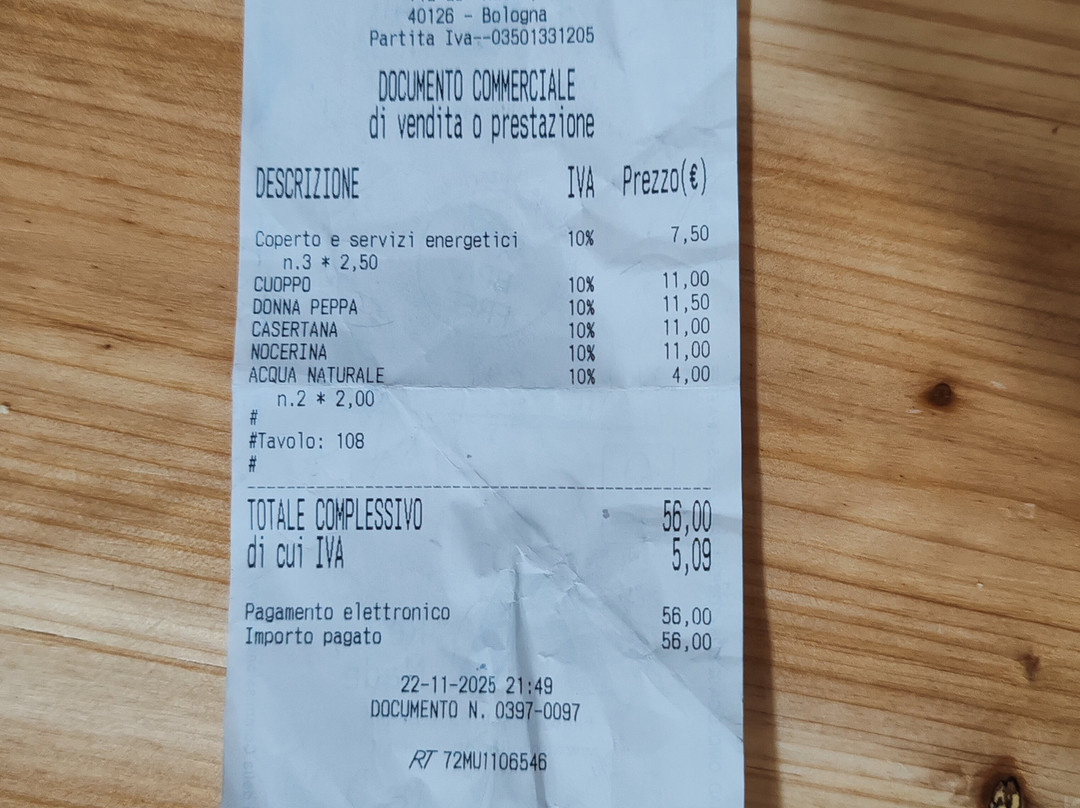 40126 - Bologna
Partita Iva--03501331205
DOCUMENTO COMMERCIALE
di vendita o prestazione
DESCRIZIONE IVA Prezzo(€)
Coperto e servizi energetici 10% 7,50
n.3 * 2,50
CUOPPO 10% 11,00
DONNA PEPPA 10% 11,50
CASERTANA 10% 11,00
NOCERINA 10% 11,00
ACQUA NATURALE 10% 4,00
n.2 * 2,00
#
#Tavolo: 108
#
TOTALE COMPLESSIVO 56,00
di cui IVA 5,09
Pagamento elettronico 56,00
Importo pagato 56,00
22-11-2025 21:49
DOCUMENTO N. 0397-0097
RT 72MU1106546